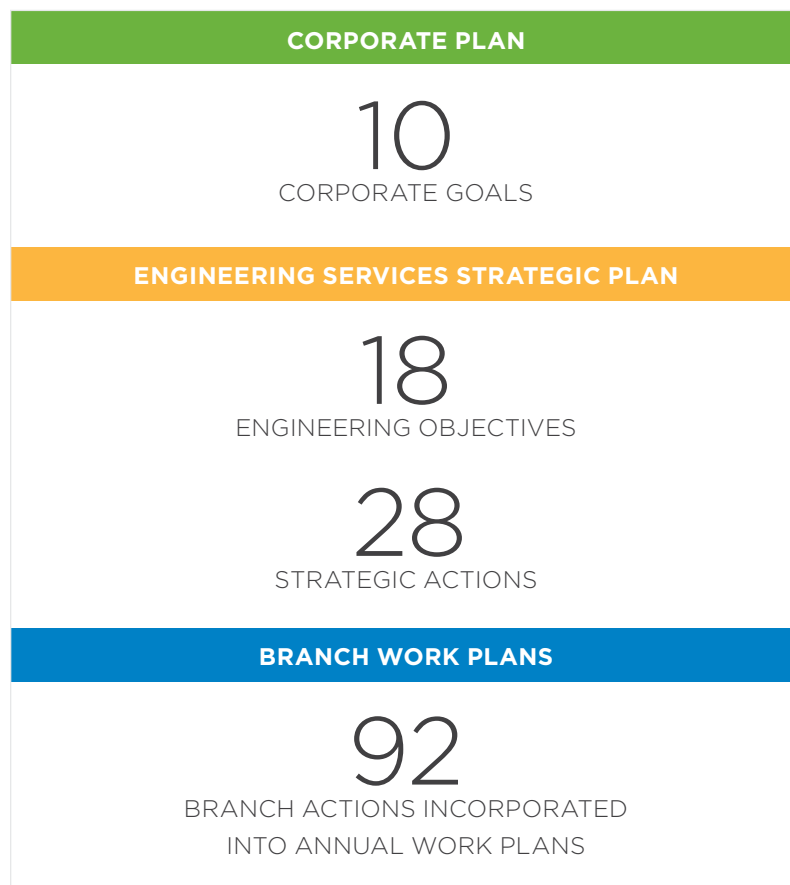 CORPORATE PLAN
10
CORPORATE GOALS
ENGINEERING SERVICES STRATEGIC PLAN
18
ENGINEERING OBJECTIVES
28
STRATEGIC ACTIONS
BRANCH WORK PLANS
92
BRANCH ACTIONS INCORPORATED
INTO ANNUAL WORK PLANS